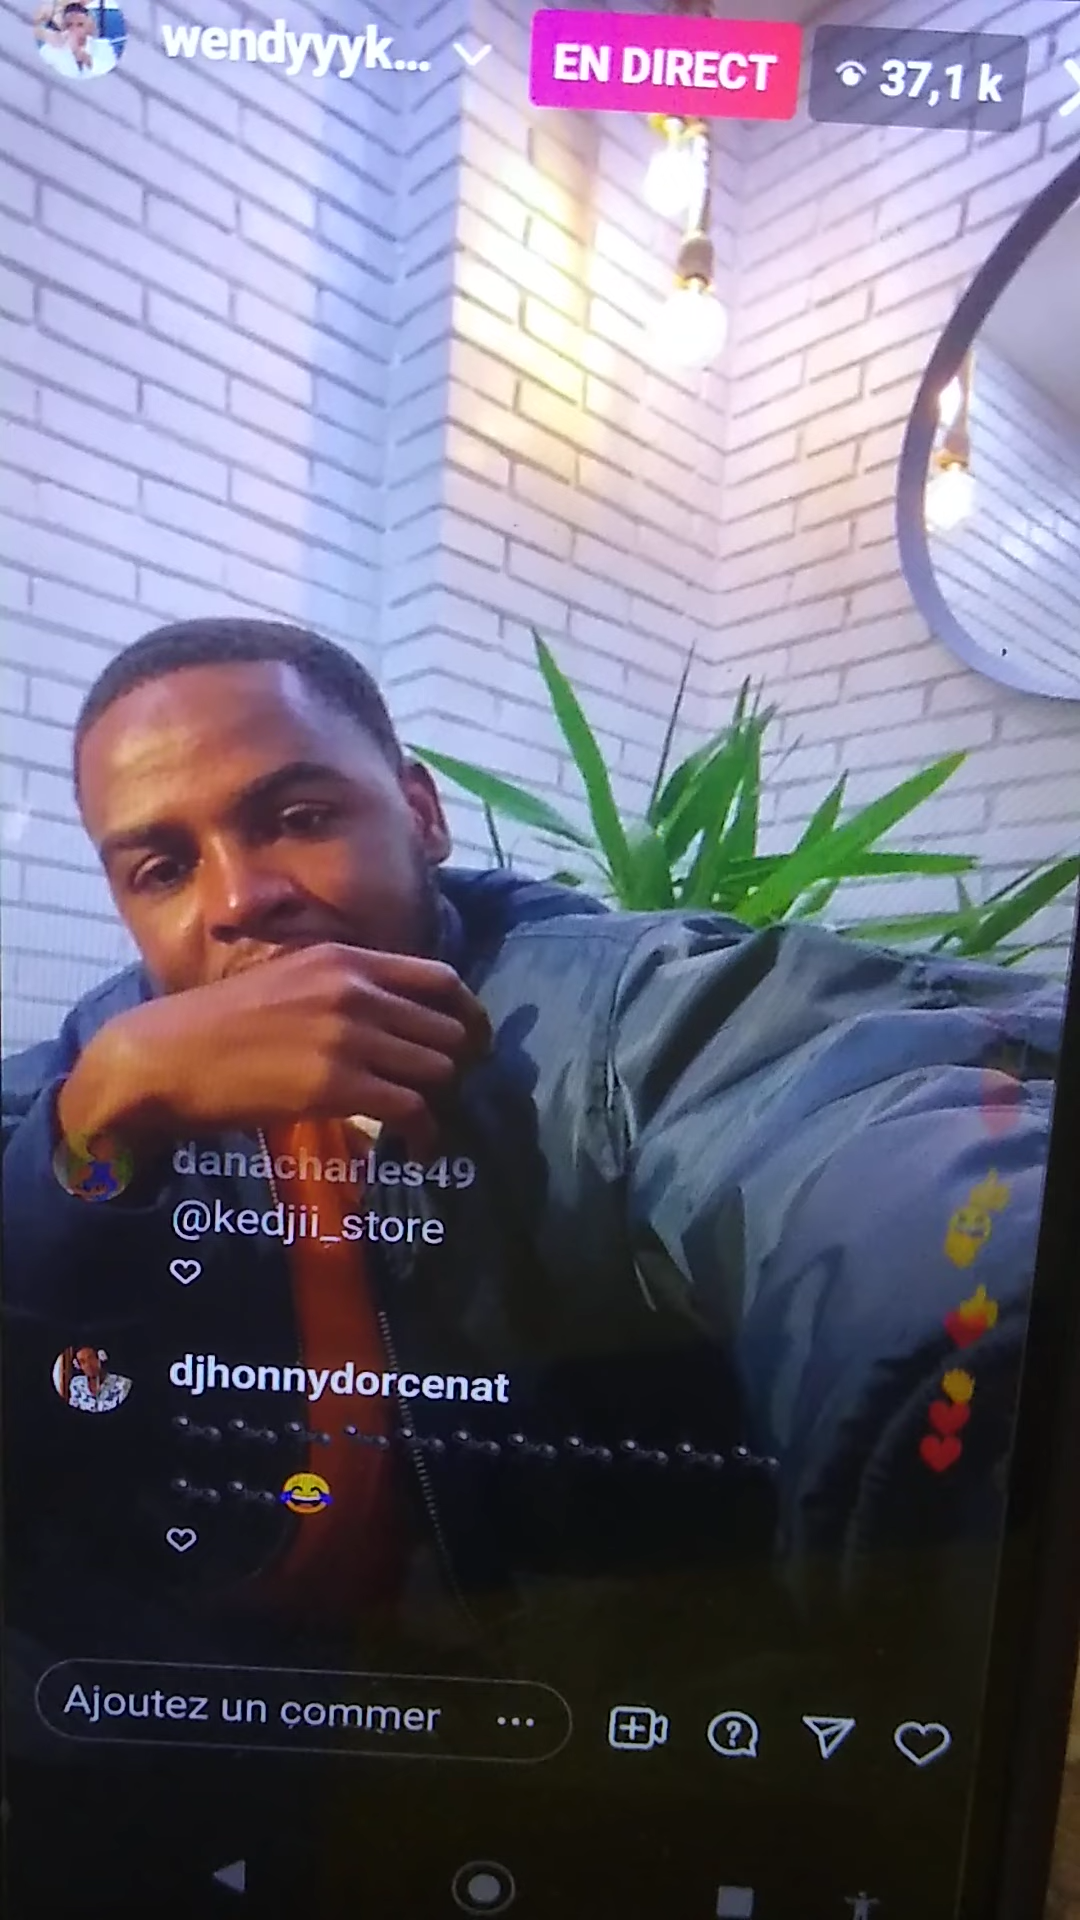 wendyyyk...
EN DIRECT
37,1 k
danacharles49
@kedjii_store
djhonnydorcenat
Ajoutez un commer